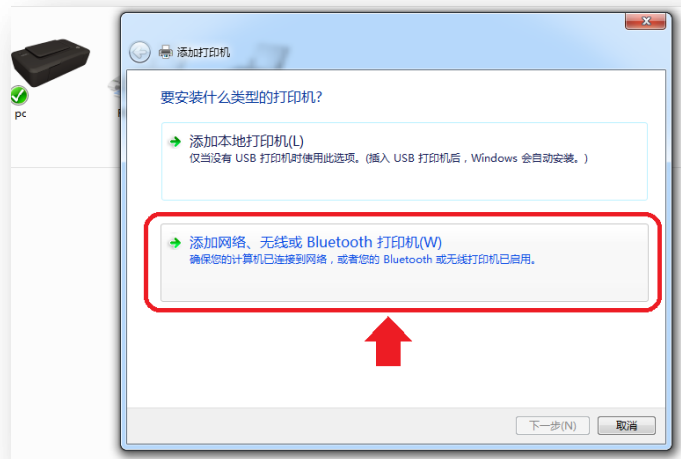 添加打印机
pc
要安装什么类型的打印机?
添加本地打印机(L)
仅当没有 USB 打印机时使用此选项。(插入 USB 打印机后，Windows 会自动安装。)
添加网络、无线或 Bluetooth 打印机(W)
确保您的计算机已连接到网络，或者您的 Bluetooth 或无线打印机已启用。
下一步(N)
取消